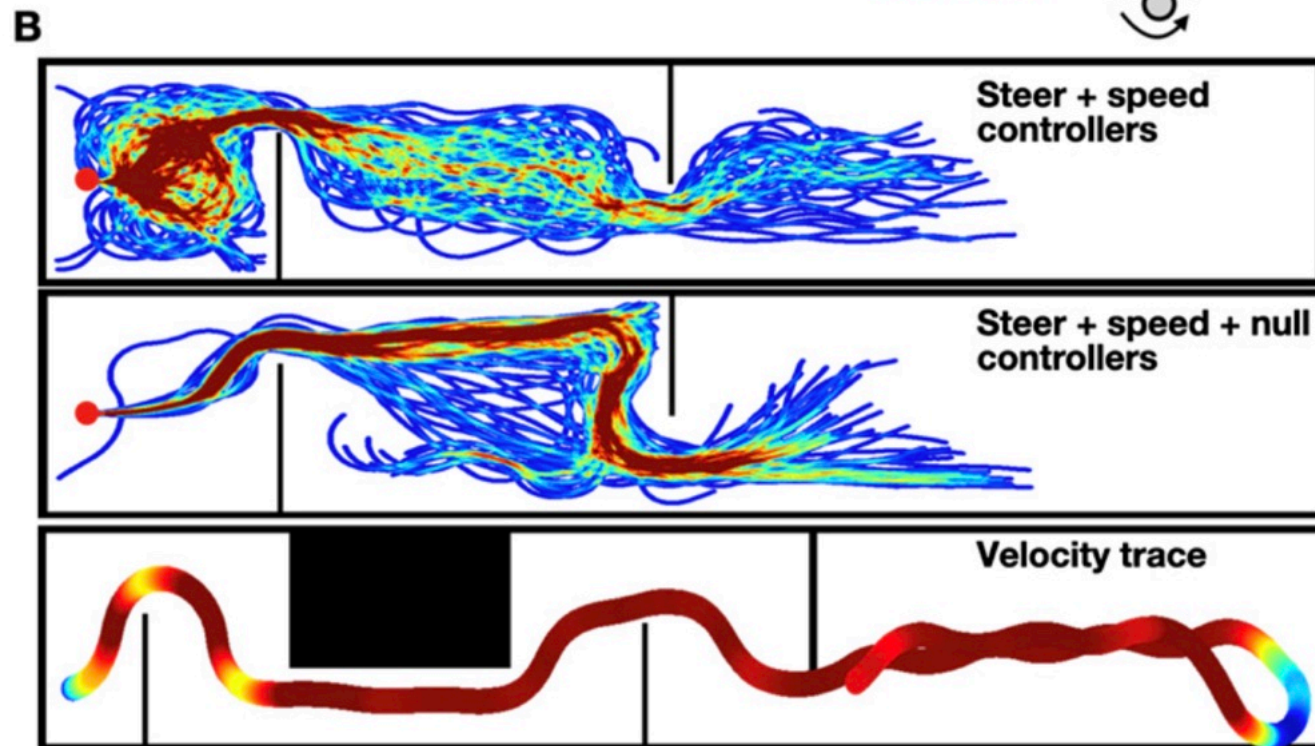 B
Steer + speed
controllers
Steer + speed + null
controllers
Velocity trace